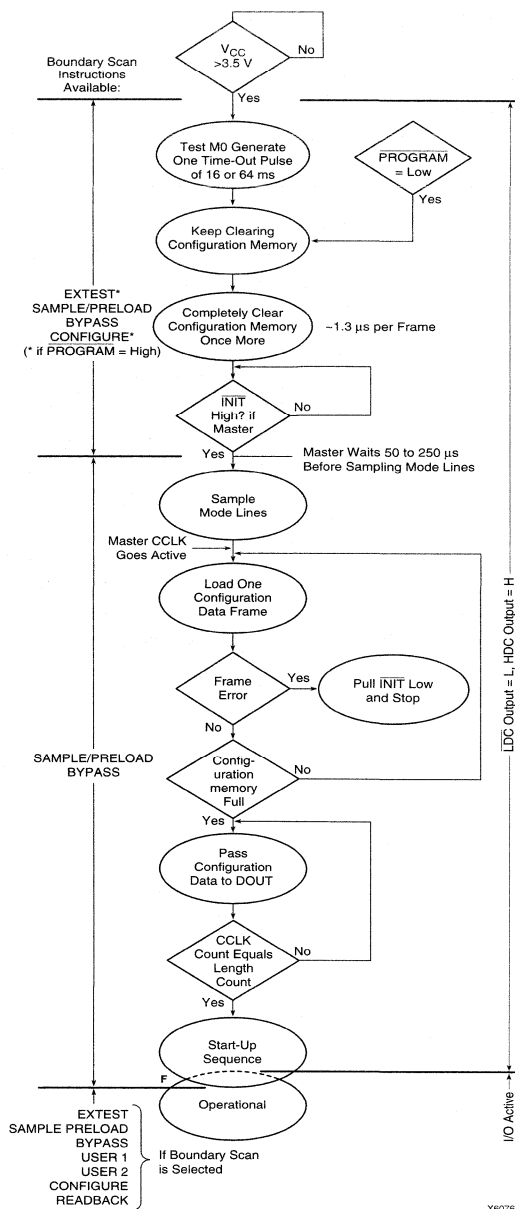 Boundary Scan
Instructions
Available:
VCC
>3.5 V
No
Yes
Test M0 Generate
One Time-Out Pulse
of 16 or 64 ms
PROGRAM
= Low
Yes
Keep Clearing
Configuration Memory
EXTEST*
SAMPLE/PRELOAD
BYPASS
CONFIGURE*
(* if PROGRAM = High)
Completely Clear
Configuration Memory
Once More
~1.3 µs per Frame
INIT
High? if
Master
No
Yes
Master Waits 50 to 250 µs
Before Sampling Mode Lines
Sample
Mode Lines
Master CCLK
Goes Active
Load One
Configuration
Data Frame
LDC Output = L, HDC Output = H
Frame
Error
Yes
Pull INIT Low
and Stop
No
SAMPLE/PRELOAD
BYPASS
Config-
uration
memory
Full
No
Yes
Pass
Configuration
Data to DOUT
CCLK
Count Equals
Length
Count
No
Yes
Start-Up
Sequence
F
Operational
I/O Active
EXTEST
SAMPLE PRELOAD
BYPASS
USER 1
USER 2
CONFIGURE
READBACK
If Boundary Scan
is Selected
X6076